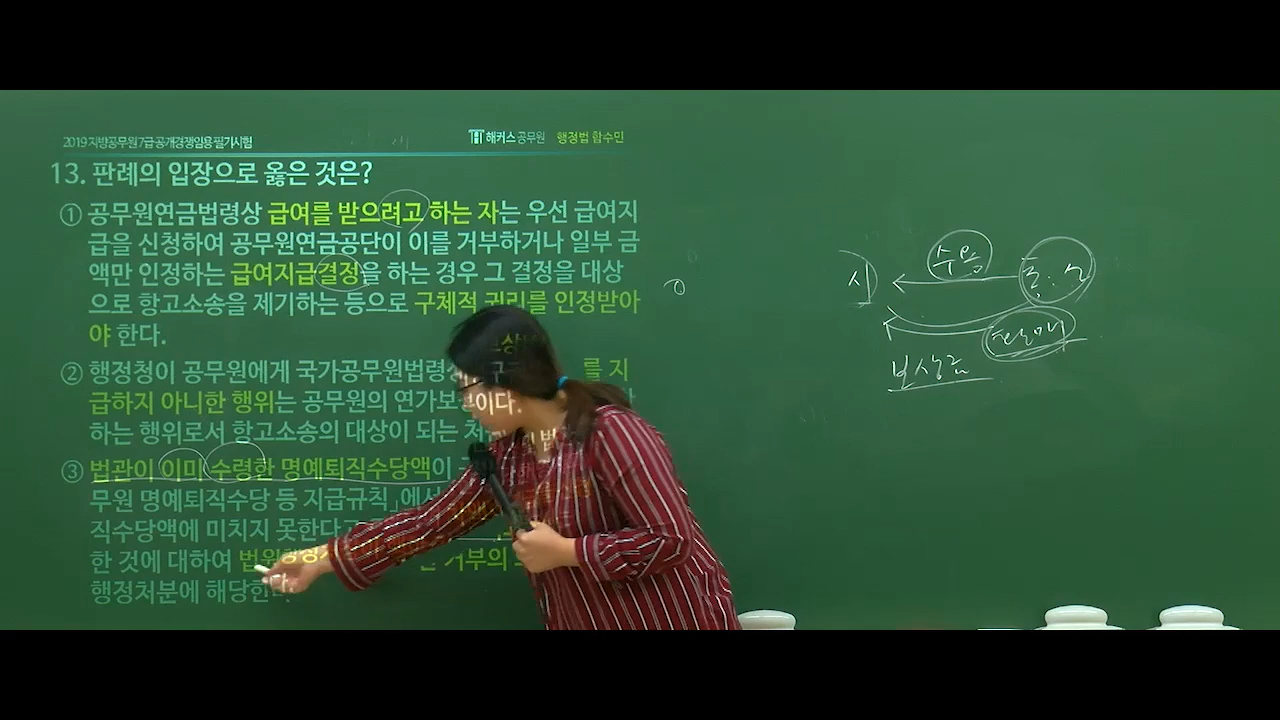 2019 지방공무원 7급 공개경쟁임용 필기시험
해커스공무원 행정법 함수민
13. 판례의 입장으로 옳은 것은?
① 공무원연금법령상 급여를 받으려고 하는 자는 우선 급여지
급을 신청하여 공무원연금공단이 이를 거부하거나 일부 금
액만 인정하는 급여지급결정을 하는 경우 그 결정을 대상
으로 항고소송을 제기하는 등으로 구체적 권리를 인정받아
야 한다.
② 행정청이 공무원에게 국가공무원법령상 를 지
급하지 아니한 행위는 공무원의 연가보
하는 행위로서 항고소송의 대상이 되는 처
③ 법관이 이미 수령한 명예퇴직수당액이
무원 명예퇴직수당 등 지급규칙」에서
직수당액에 미치지 못한다고
한 것에 대하여 법원행정 거부의
행정처분에 해당한다.
수용
시
보상금